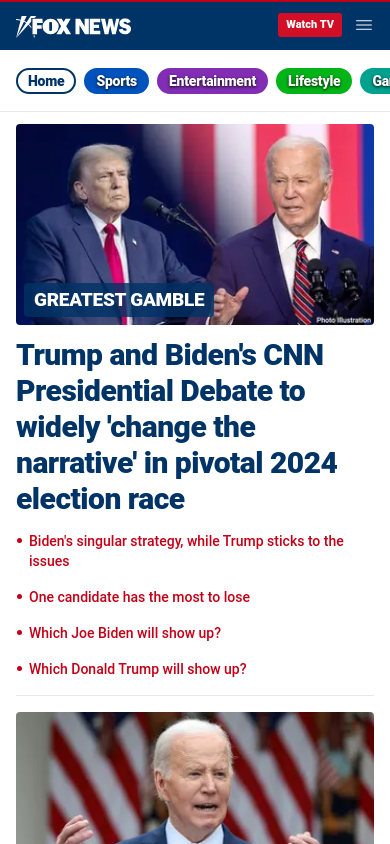 FOX NEWS
Watch TV
Home
Sports
Entertainment
Lifestyle
GREATEST GAMBLE
Photo Illustration
Trump and Biden's CNN
Presidential Debate to
widely 'change the
narrative' in pivotal 2024
election race
• Biden's singular strategy, while Trump sticks to the
issues
• One candidate has the most to lose
• Which Joe Biden will show up?
• Which Donald Trump will show up?